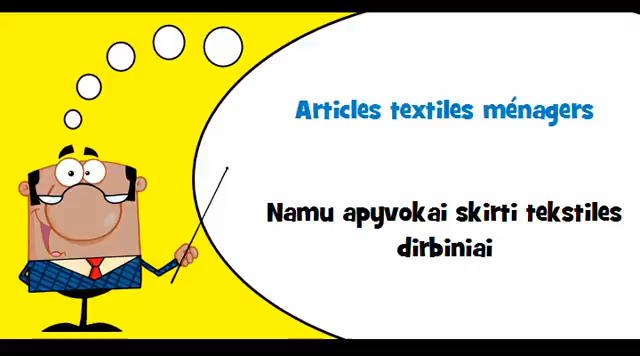 Articles textiles ménagers
Namu apyvokai skirti tekstiles
dirbiniai